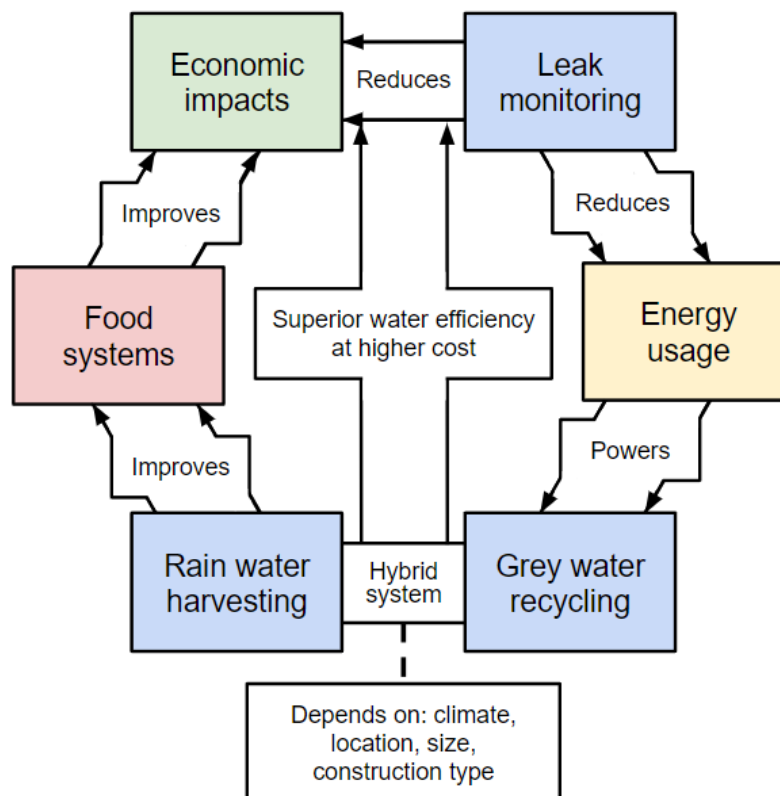 Economic
impacts
Reduces
Leak
monitoring
Improves
Reduces
Food
systems
Superior water efficiency
at higher cost
Energy
usage
Improves
Powers
Rain water
harvesting
Hybrid
system
Grey water
recycling
Depends on: climate,
location, size,
construction type